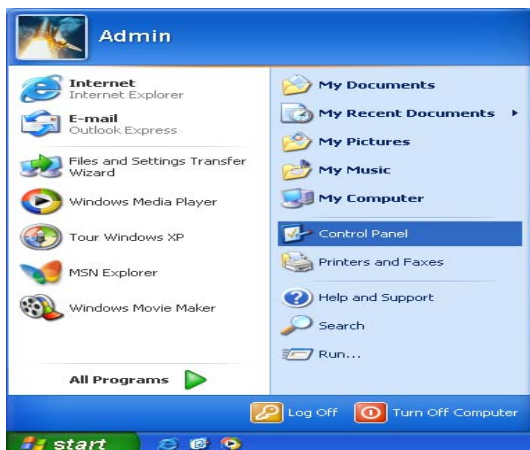 Admin
Internet
Internet Explorer
E-mail
Outlook Express
Files and Settings Transfer
Wizard
Windows Media Player
Tour Windows XP
MSN Explorer
Windows Movie Maker
All Programs
My Documents
My Recent Documents
My Pictures
My Music
My Computer
Control Panel
Printers and Faxes
Help and Support
Search
Run...
Log Off
Turn Off Computer
start